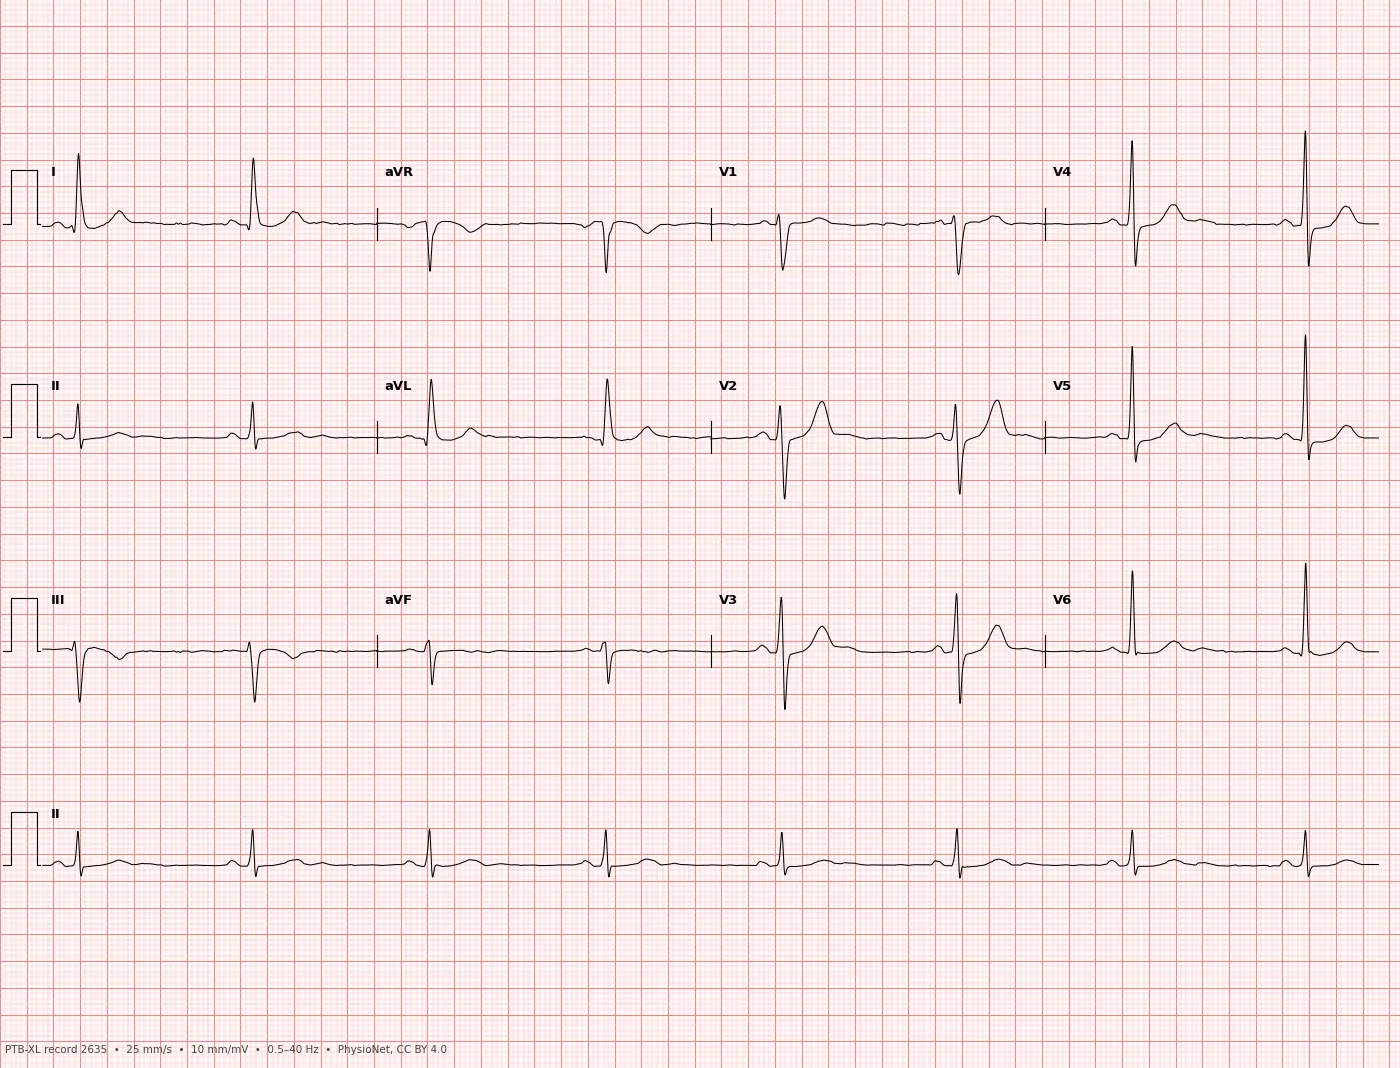 I aVR V1 V4
II aVL V2 V5
III aVF V3 V6
II
PTB-XL record 2635 • 25 mm/s • 10 mm/mV • 0.5–40 Hz • PhysioNet, CC BY 4.0